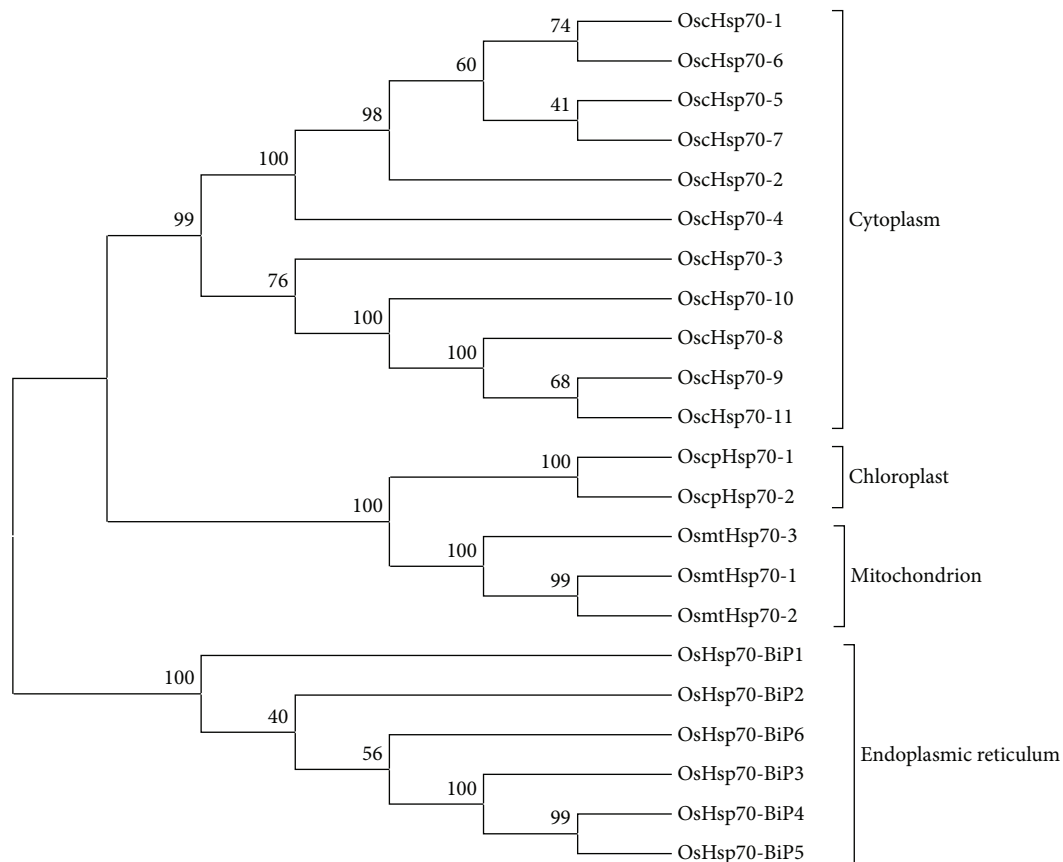 OscHsp70-1
74
OscHsp70-6
60
OscHsp70-5
41
98
OscHsp70-7
100
OscHsp70-2
99
OscHsp70-4
Cytoplasm
OscHsp70-3
76
OscHsp70-10
100
OscHsp70-8
100
OscHsp70-9
68
OscHsp70-11
OscpHsp70-1
100
Chloroplast
OscpHsp70-2
100
OsmtHsp70-3
100
OsmtHsp70-1
99
Mitochondrion
OsmtHsp70-2
OsHsp70-BiP1
100
OsHsp70-BiP2
40
OsHsp70-BiP6
56
Endoplasmic reticulum
OsHsp70-BiP3
100
OsHsp70-BiP4
99
OsHsp70-BiP5